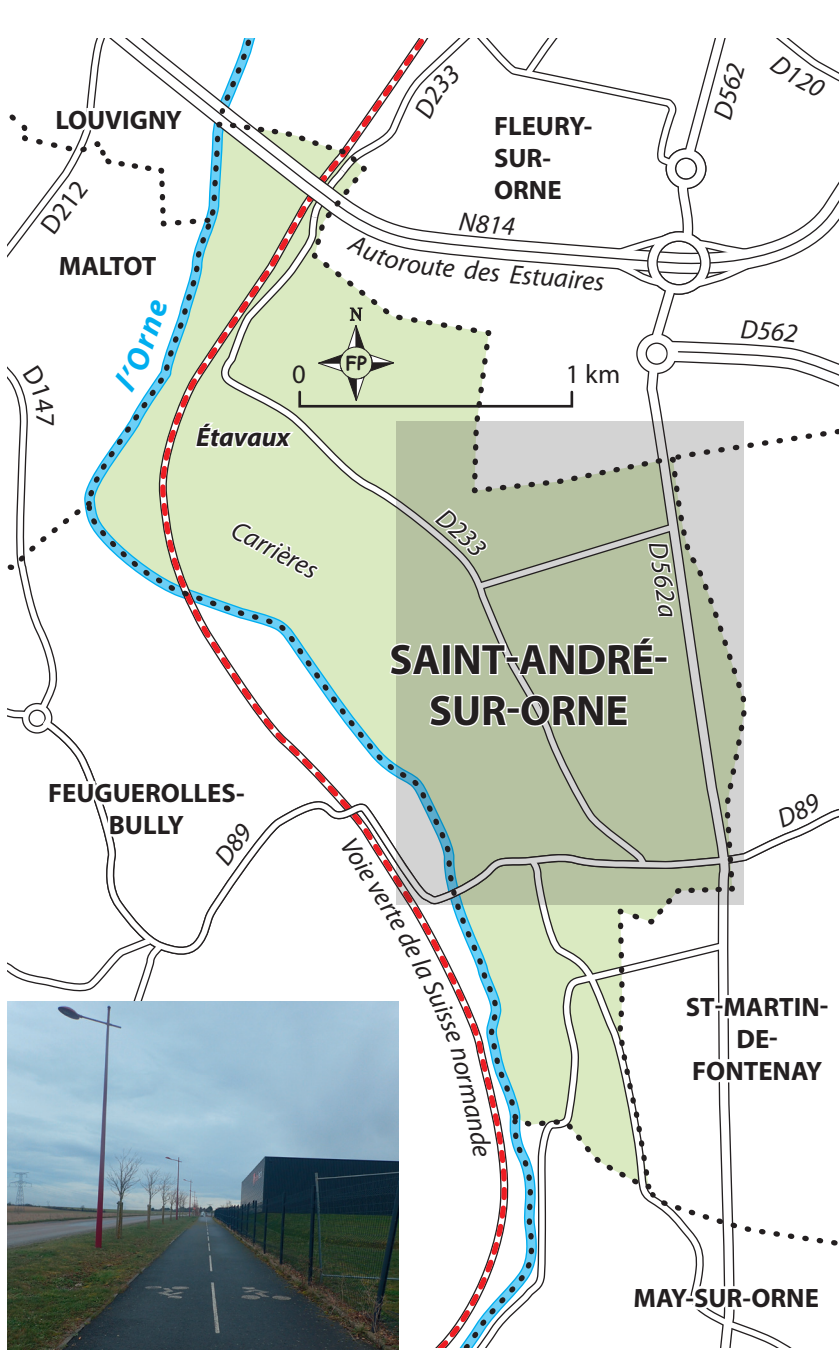 D233
D562
D120
LOUVIGNY
FLEURY-
SUR-
ORNE
D212
N814
MALTOT
Autoroute des Estuaires
l'Orne
N
FP
D562
0 1 km
D147
Étavaux
Carrières
D233
D562a
SAINT-ANDRÉ-
SUR-ORNE
FEUGUEROLLES-
BULLY
D89
D89
Voie verte de la Suisse normande
ST-MARTIN-
DE-
FONTENAY
MAY-SUR-ORNE